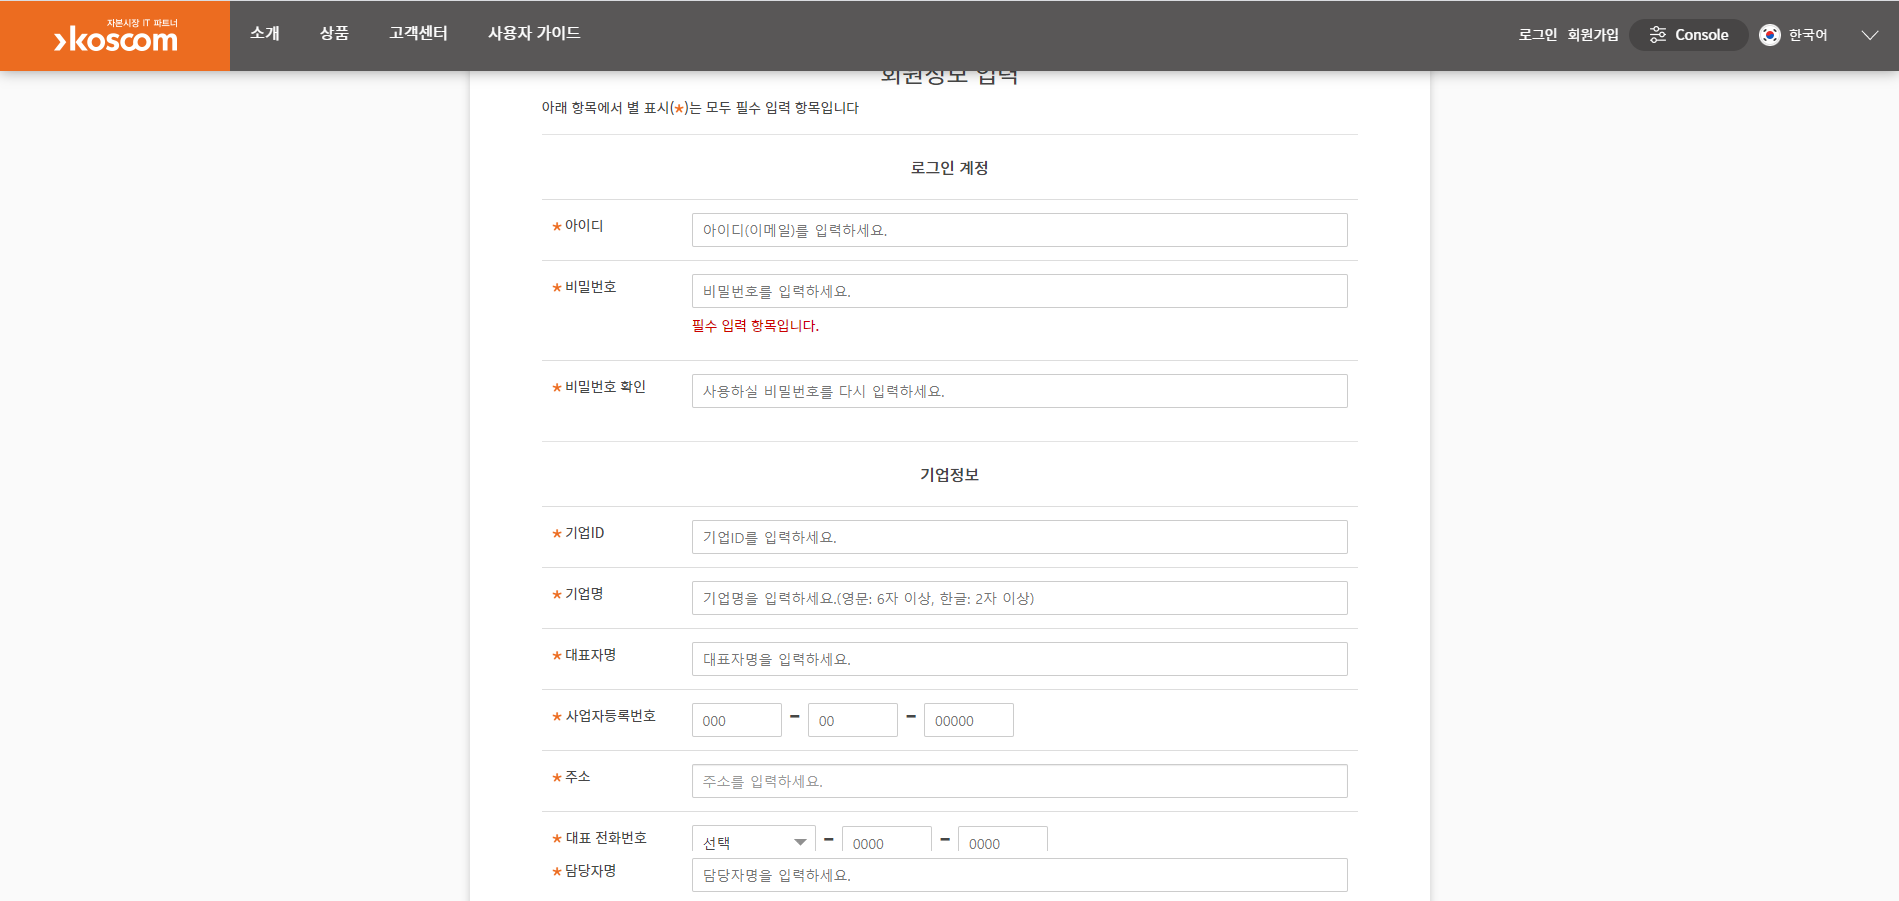 자본시장 IT 파트너
koscom
소개 상품 고객센터 사용자 가이드
로그인 회원가입 Console 한국어
회원정보 입력
아래 항목에서 별 표시(*)는 모두 필수 입력 항목입니다
로그인 계정
* 아이디 아이디(이메일)를 입력하세요.
* 비밀번호 비밀번호를 입력하세요.
필수 입력 항목입니다.
* 비밀번호 확인 사용하실 비밀번호를 다시 입력하세요.
기업정보
* 기업ID 기업ID를 입력하세요.
* 기업명 기업명을 입력하세요.(영문: 6자 이상, 한글: 2자 이상)
* 대표자명 대표자명을 입력하세요.
* 사업자등록번호 000 - 00 - 00000
* 주소 주소를 입력하세요.
* 대표 전화번호 선택 - 0000 - 0000
* 담당자명 담당자명을 입력하세요.